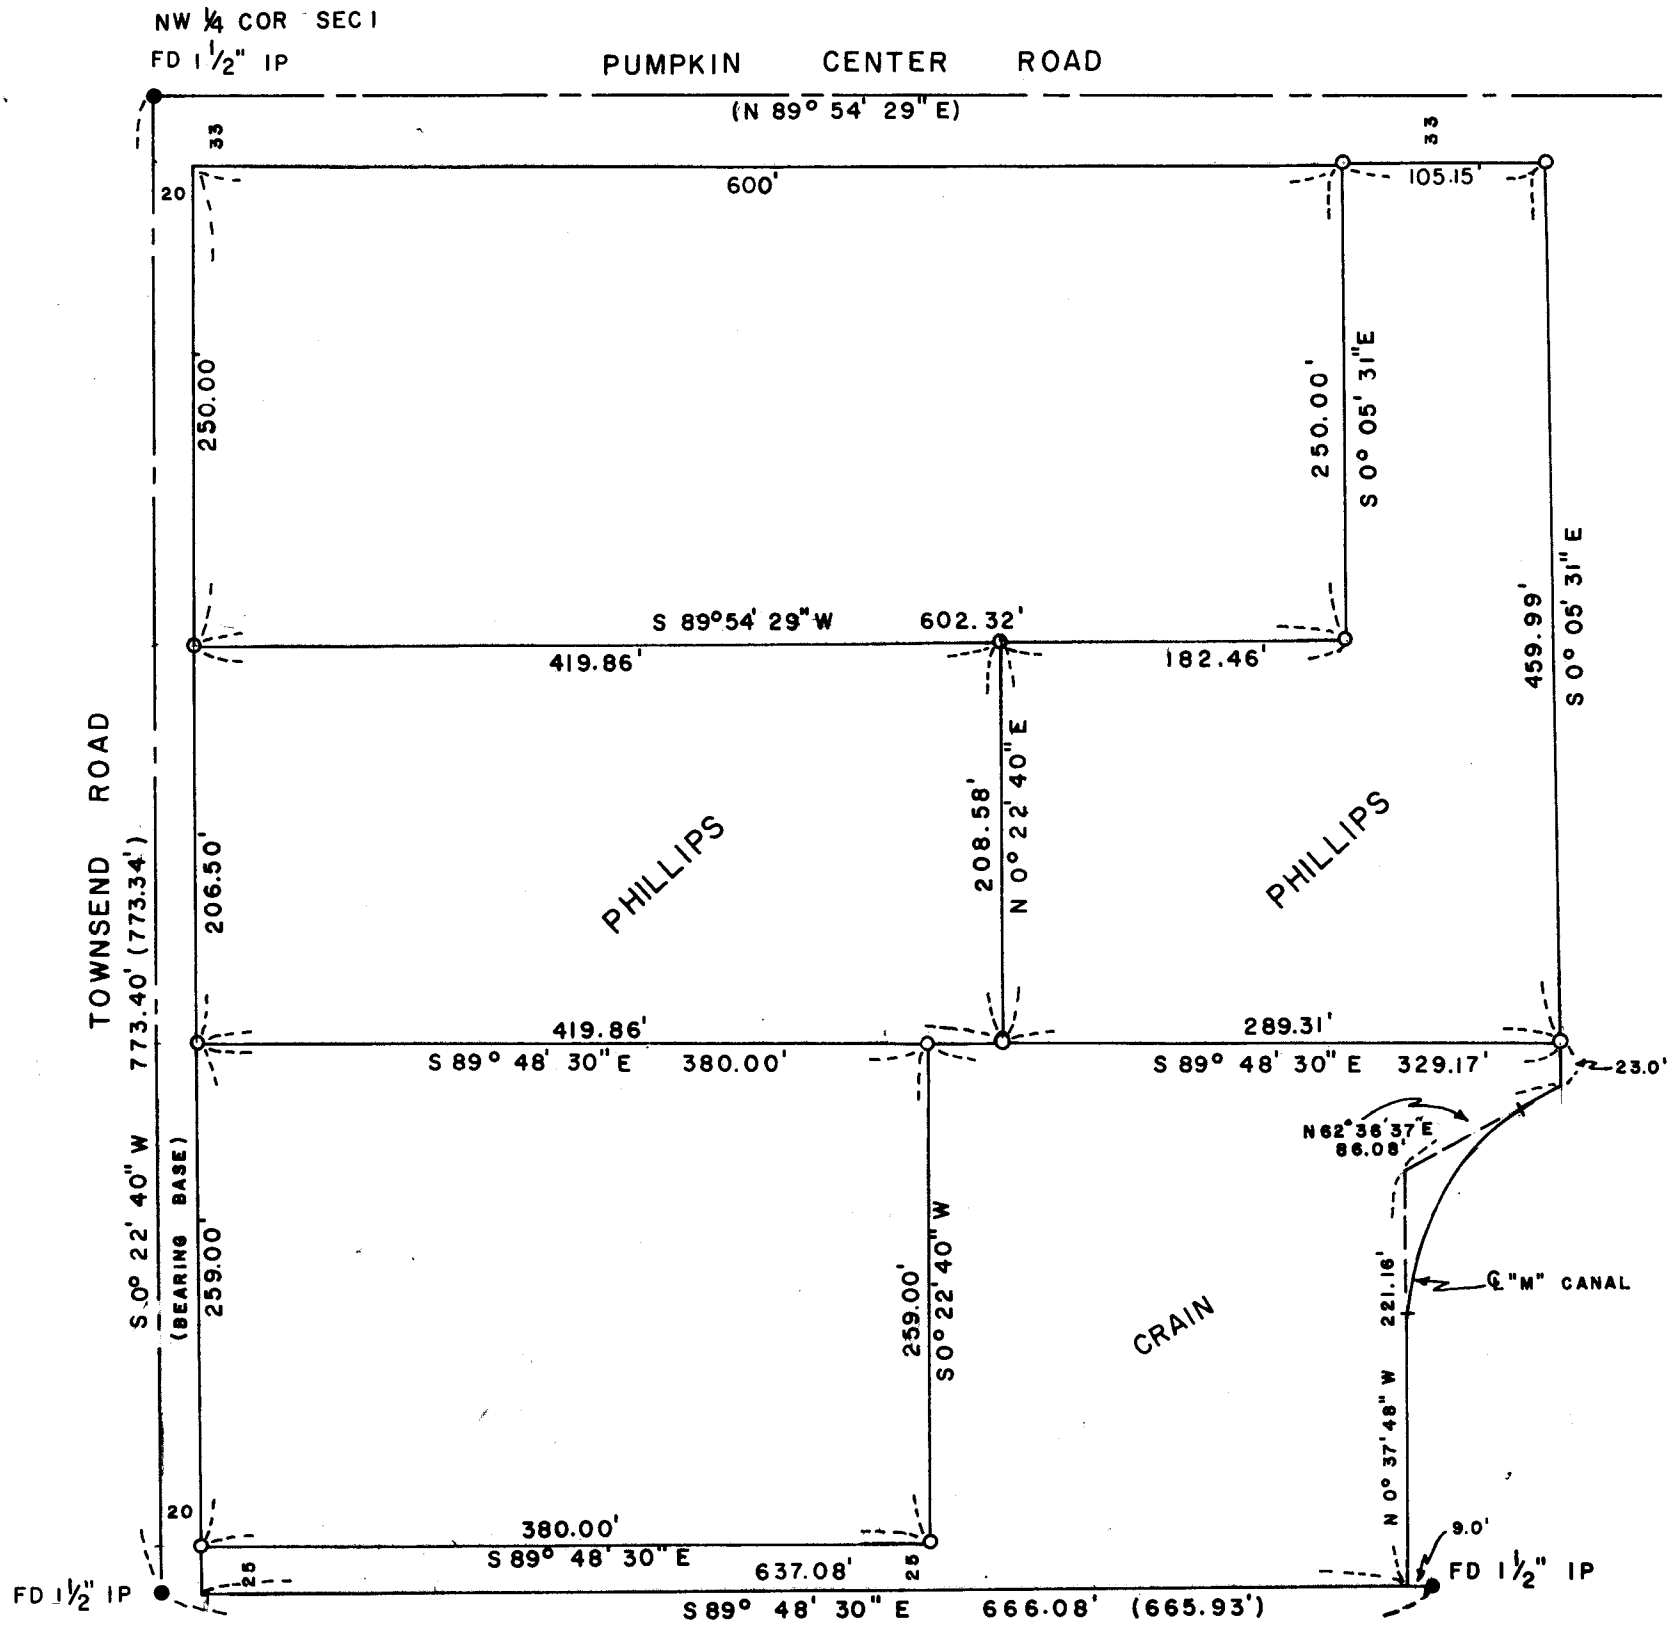 NW ¼ COR SEC 1
FD 1 ½" IP
PUMPKIN CENTER ROAD
(N 89° 54' 29" E)
33
33
20
600'
105.15'
250.00'
250.00'
S 0° 05' 31" E
459.99'
S 0° 05' 31" E
S 89° 54' 29" W 602.32'
419.86'
182.46'
TOWNSEND ROAD
S 0° 22' 40" W 773.40' (773.34')
(BEARING BASE)
206.50'
PHILLIPS
208.58'
N 0° 22' 40" E
PHILLIPS
419.86'
S 89° 48' 30" E 380.00'
289.31'
S 89° 48' 30" E 329.17'
23.0'
N 62° 36' 37" E
86.08'
259.00'
259.00'
S 0° 22' 40" W
CRAIN
221.16'
N 0° 37' 48" W
℄ "M" CANAL
20
380.00'
S 89° 48' 30" E
25
637.08'
25
9.0'
FD 1 ½" IP
FD 1 ½" IP
S 89° 48' 30" E 666.08' (665.93')